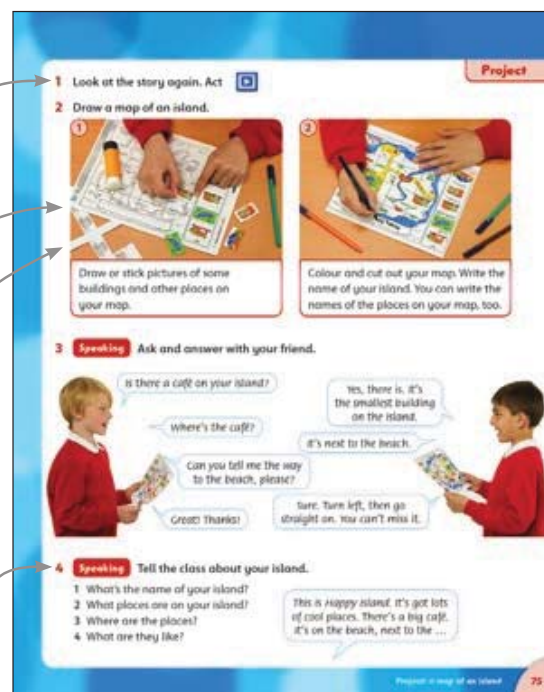 Project
1 Look at the story again. Act
2 Draw a map of an island.
1
2
Draw or stick pictures of some
buildings and other places on
your map.
Colour and cut out your map. Write the
name of your island. You can write the
names of the places on your map, too.
3 Speaking Ask and answer with your friend.
Is there a café on your island?
Yes, there is. It's
the smallest building
on the island.
Where's the café?
It's next to the beach.
Can you tell me the way
to the beach, please?
Sure. Turn left, then go
straight on. You can't miss it.
Great! Thanks!
4 Speaking Tell the class about your island.
1 What's the name of your island?
2 What places are on your island?
3 Where are the places?
4 What are they like?
This is Happy Island. It's got lots
of cool places. There's a big café.
It's on the beach, next to the ...
Project: a map of an island 75